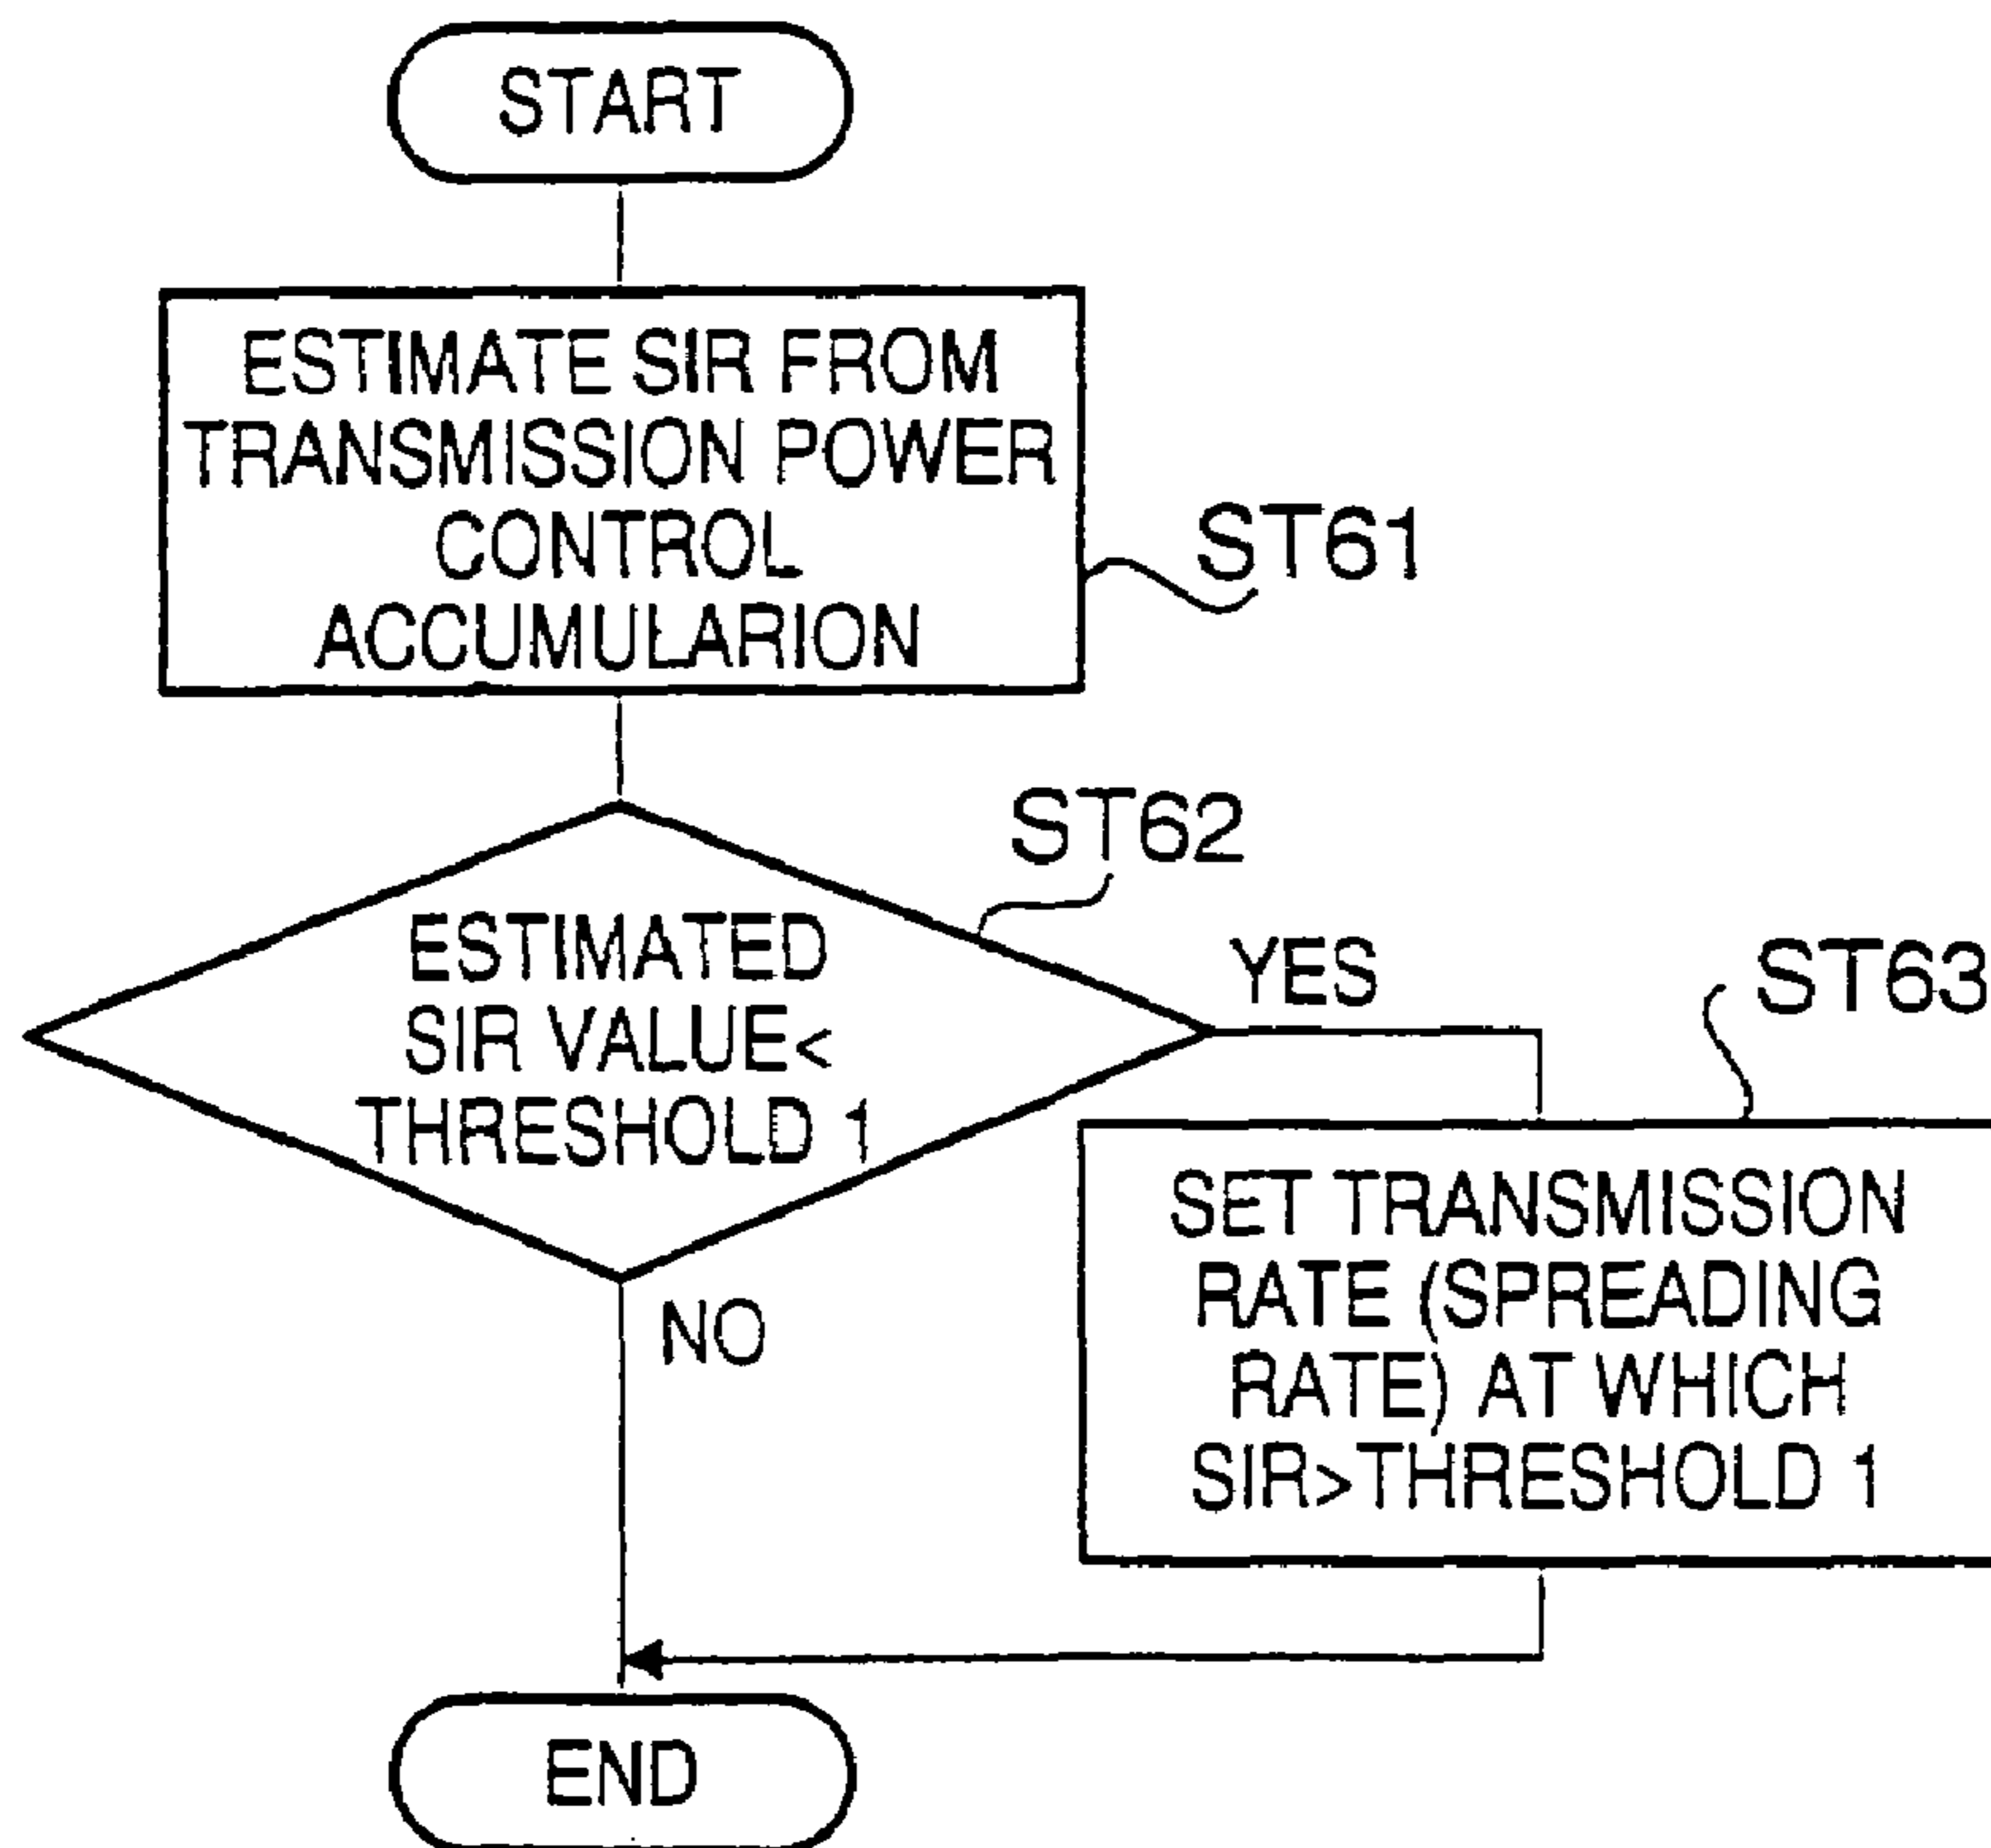 START
ESTIMATE SIR FROM
TRANSMISSION POWER
CONTROL
ACCUMULARION
ST61
ST62
ESTIMATED
SIR VALUE<
THRESHOLD 1
YES
ST63
SET TRANSMISSION
RATE (SPREADING
RATE) AT WHICH
SIR>THRESHOLD 1
NO
END